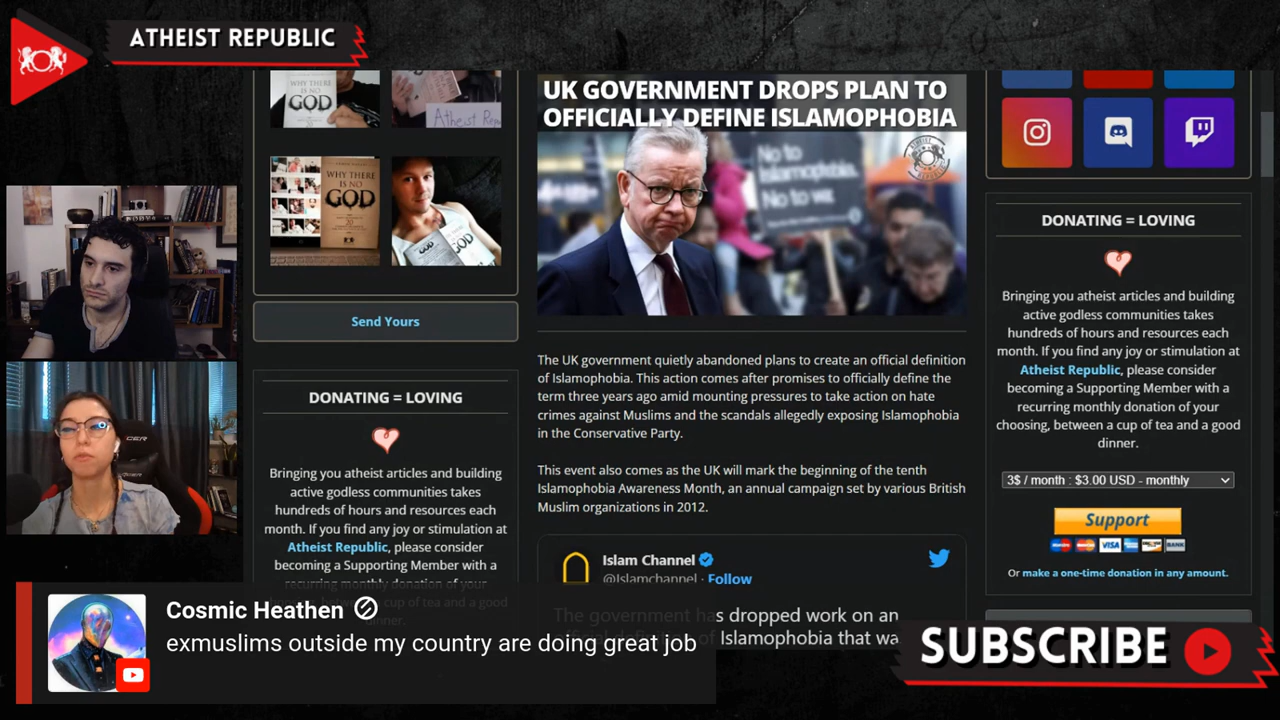 ATHEIST REPUBLIC
WHY THERE
IS NO
GOD
WHY THERE
IS NO
GOD
Send Yours
DONATING = LOVING
Bringing you atheist articles and building
active godless communities takes
hundreds of hours and resources each
month. If you find any joy or stimulation at
Atheist Republic, please consider
becoming a Supporting Member with a
recurring monthly donation of your
UK GOVERNMENT DROPS PLAN TO
OFFICIALLY DEFINE ISLAMOPHOBIA
No to
Islamophobia.
No to war
The UK government quietly abandoned plans to create an official definition
of Islamophobia. This action comes after promises to officially define the
term three years ago amid mounting pressures to take action on hate
crimes against Muslims and the scandals allegedly exposing Islamophobia
in the Conservative Party.
This event also comes as the UK will mark the beginning of the tenth
Islamophobia Awareness Month, an annual campaign set by various British
Muslim organizations in 2012.
Islam Channel
@Islamchannel · Follow
The government has dropped work on an
official definition of Islamophobia that wa
DONATING = LOVING
Bringing you atheist articles and building
active godless communities takes
hundreds of hours and resources each
month. If you find any joy or stimulation at
Atheist Republic, please consider
becoming a Supporting Member with a
recurring monthly donation of your
choosing, between a cup of tea and a good
dinner.
3$ / month : $3.00 USD - monthly
Support
Or make a one-time donation in any amount.
Cosmic Heathen
exmuslims outside my country are doing great job
SUBSCRIBE